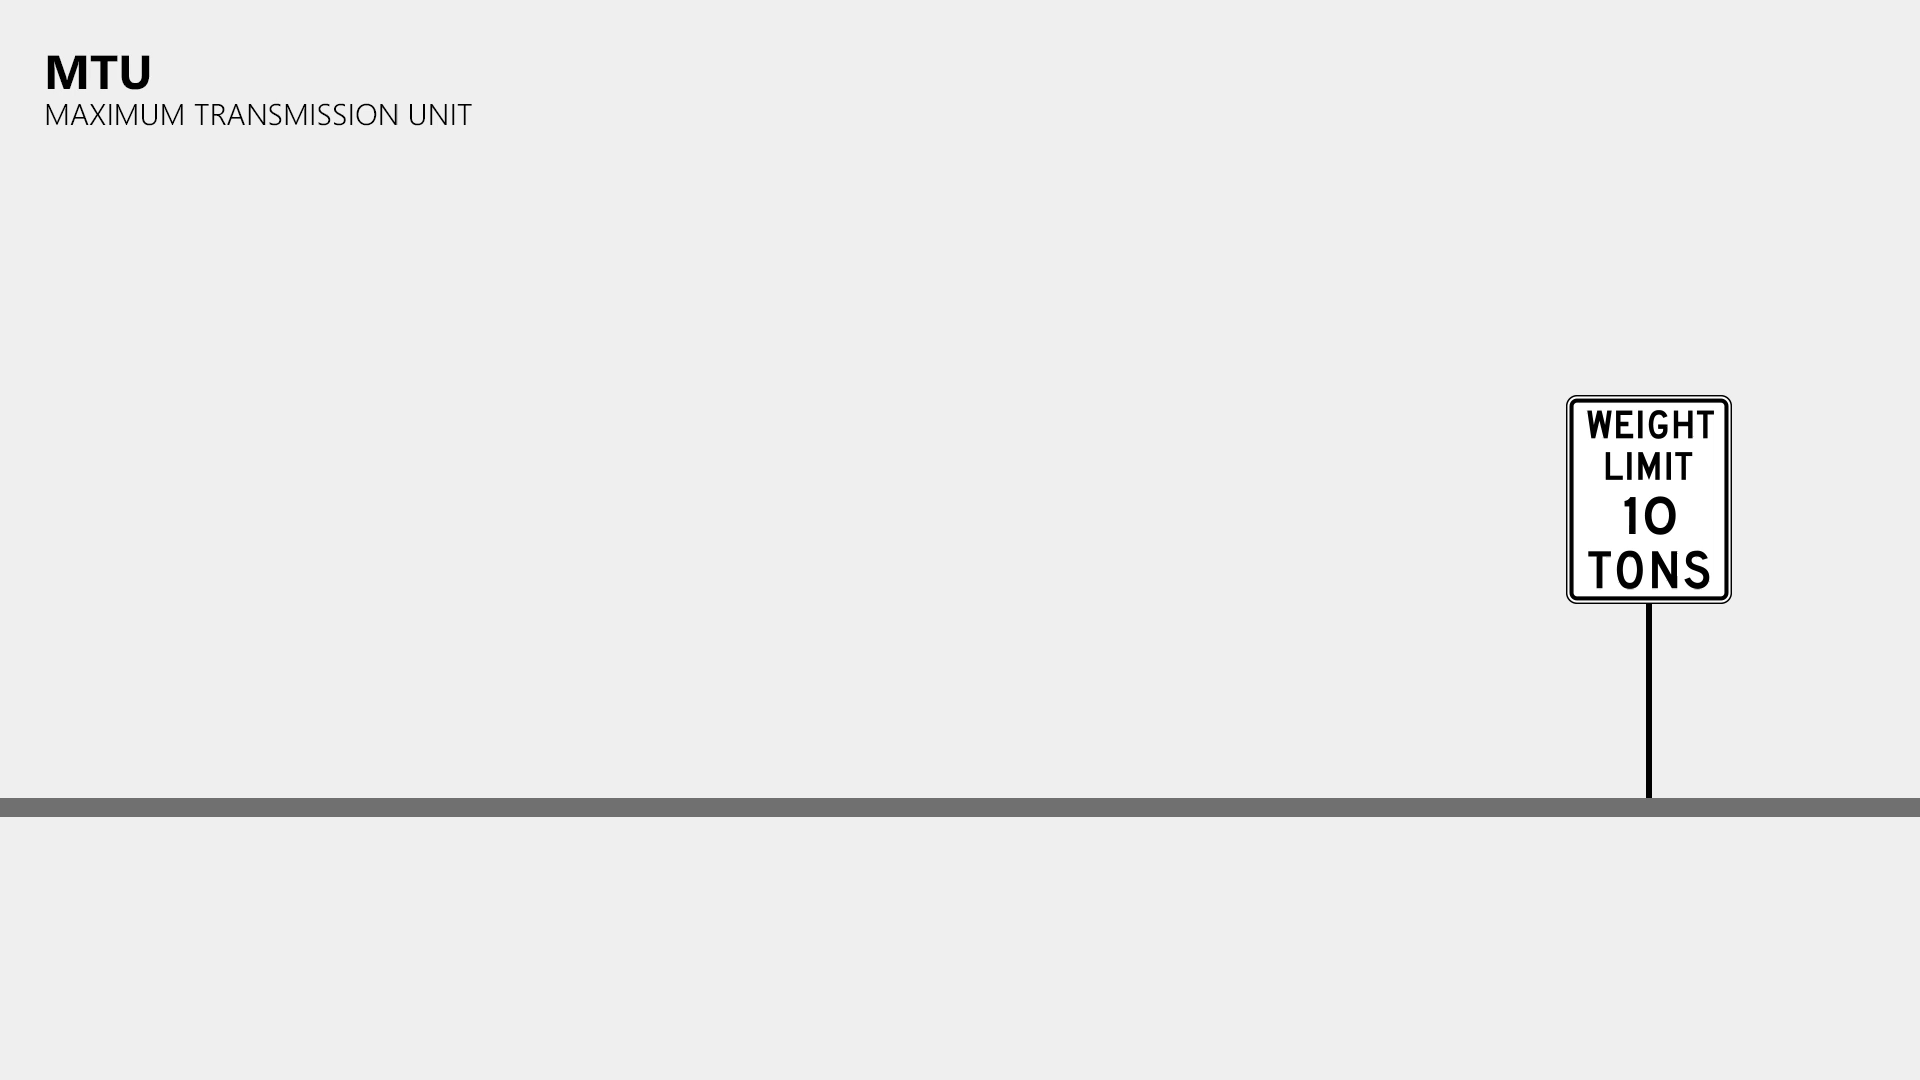 MTU
MAXIMUM TRANSMISSION UNIT
WEIGHT
LIMIT
10
TONS